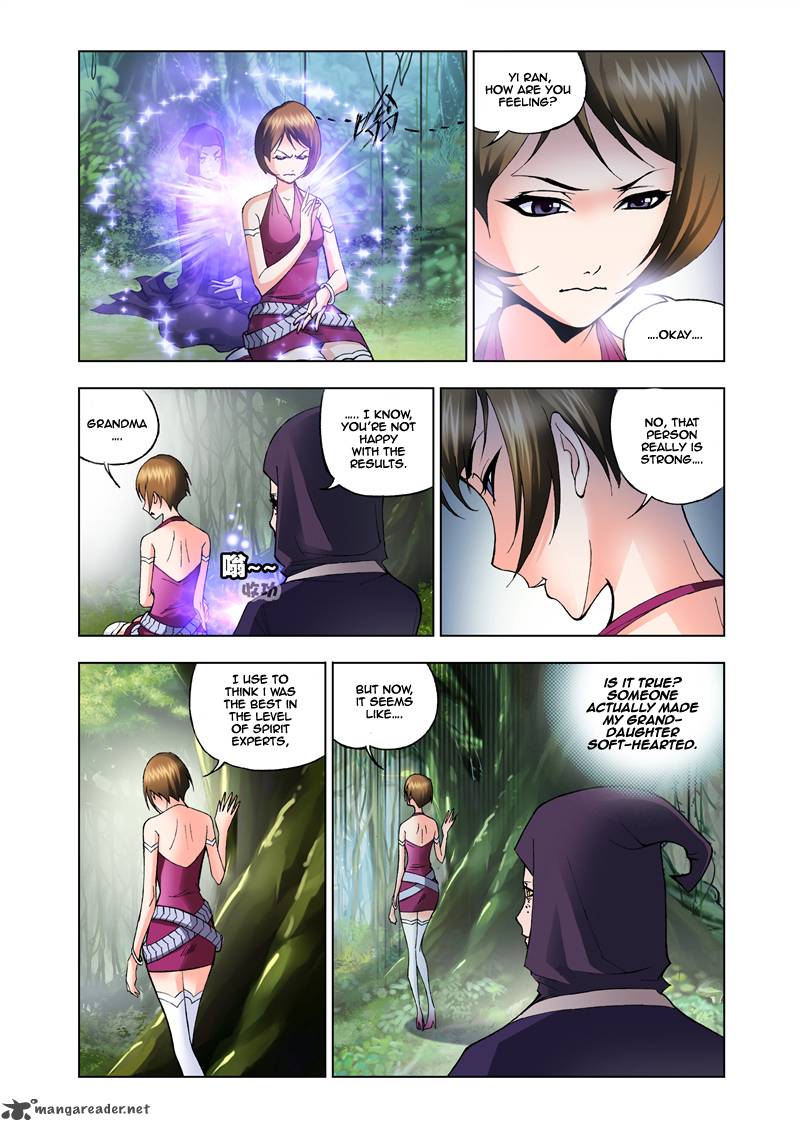 嗡
YI RAN,
HOW ARE YOU
FEELING?
....OKAY....
GRANDMA
....
..... I KNOW,
YOU'RE NOT
HAPPY
WITH THE
RESULTS.
嗡~~
收功
NO, THAT
PERSON
REALLY IS
STRONG....
I USE TO
THINK I WAS
THE BEST
IN THE LEVEL
OF SPIRIT
EXPERTS,
BUT NOW,
IT SEEMS
LIKE....
IS IT TRUE?
SOMEONE
ACTUALLY MADE
MY GRAND-
DAUGHTER
SOFT-HEARTED.
mangareader.net